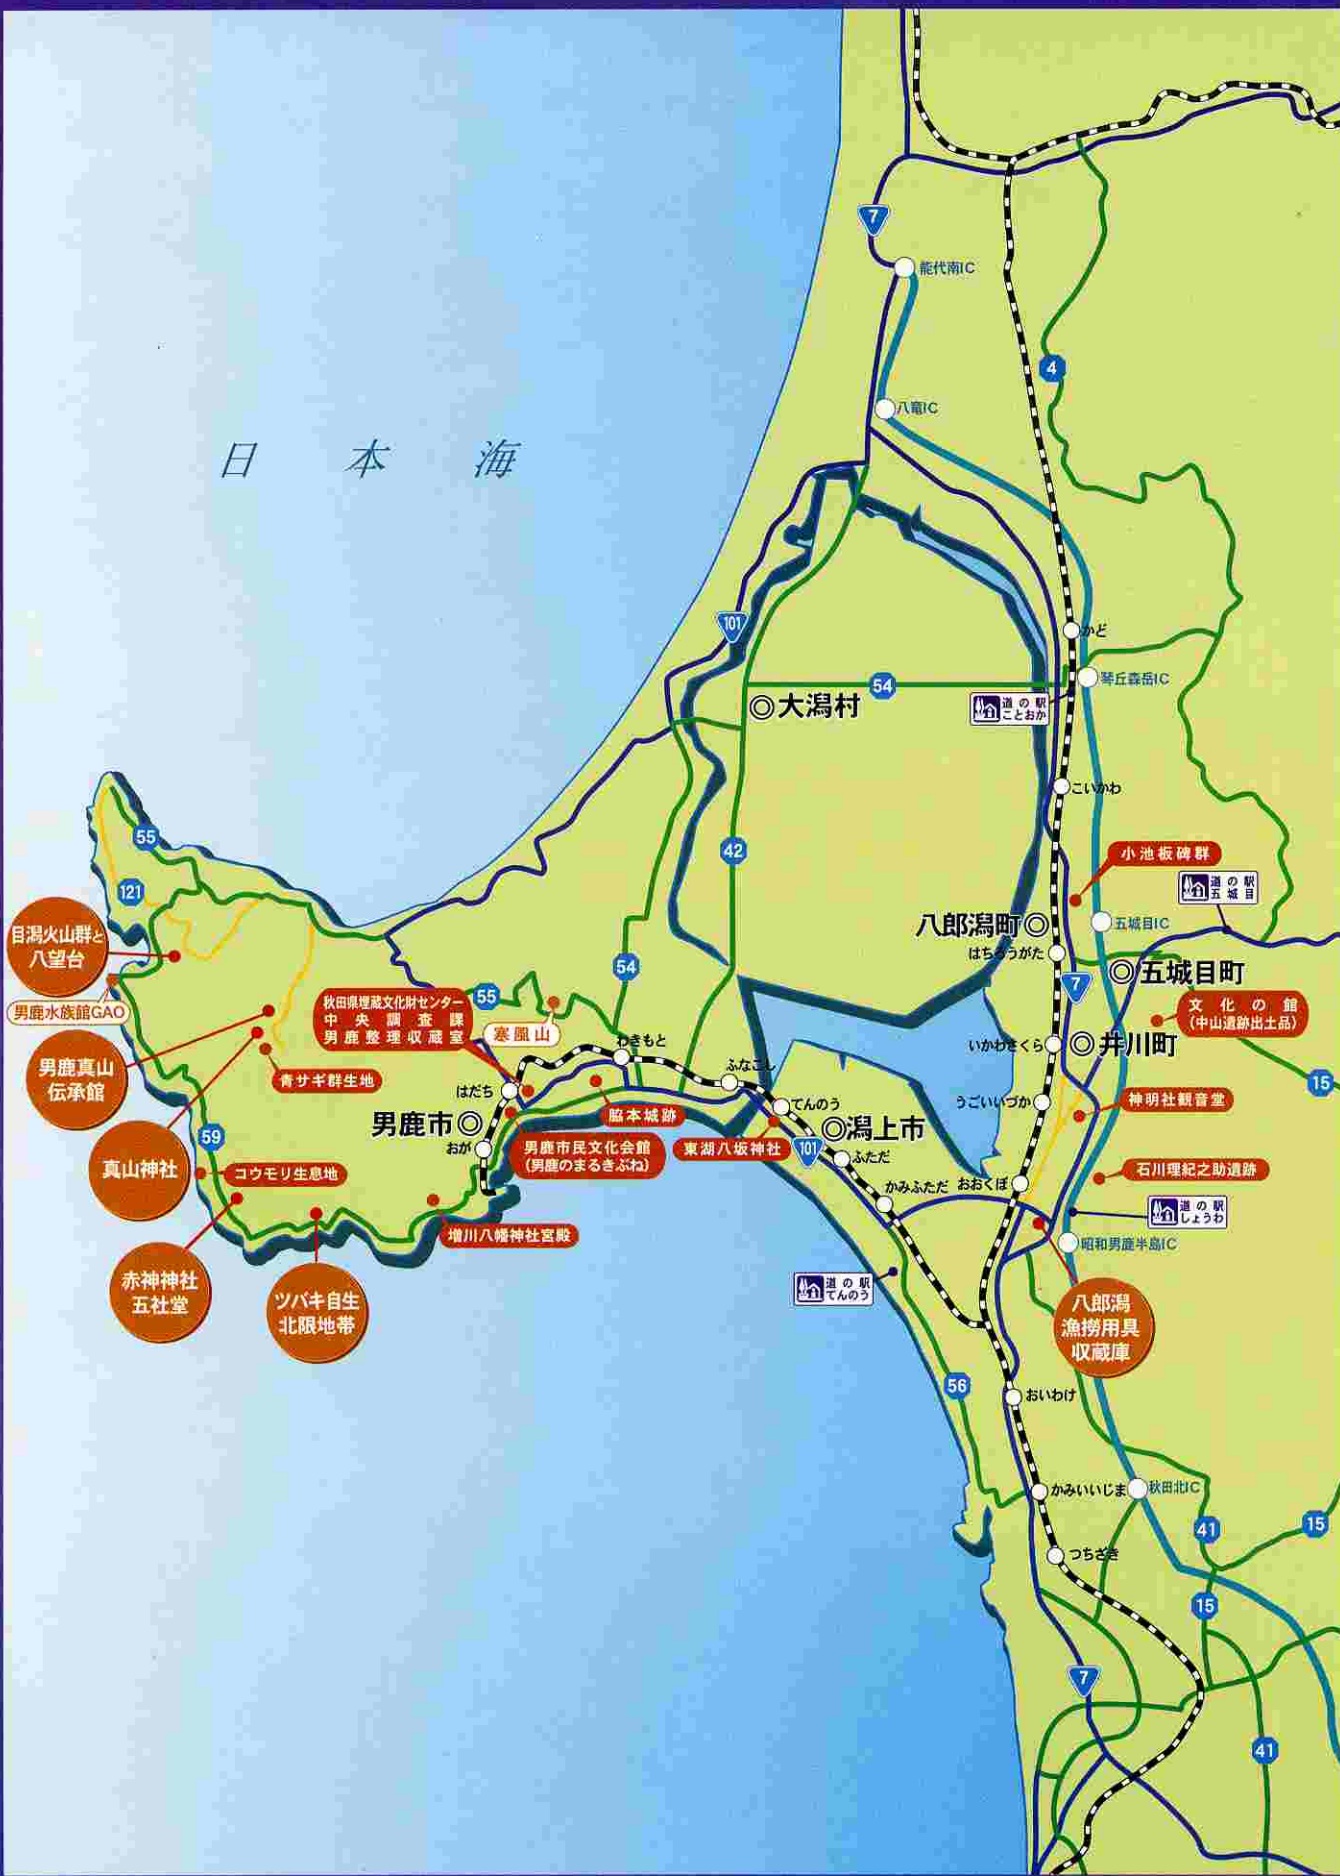 7
能代南IC
4
八竜IC
日本海
101
かど
琴丘森岳IC
54
道の駅
ことおか
◎大潟村
こいかわ
55
42
小池板碑群
121
道の駅
五城目
目潟火山群と
八望台
八郎潟町◎
五城目IC
はちろうがた
54
◎五城目町
7
男鹿水族館GAO
秋田県埋蔵文化財センター
中央調査課
男鹿整理収蔵室
55
寒風山
文化の館
(中山遺跡出土品)
わきもと
いかわさくら
◎井川町
男鹿真山
伝承館
青サギ群生地
はだち
ふなこし
15
脇本城跡
てんのう
うごいいづか
神明社観音堂
男鹿市◎
59
おが
男鹿市民文化会館
(男鹿のまるきぶね)
東湖八坂神社
101
◎潟上市
ふただ
真山神社
コウモリ生息地
石川理紀之助遺跡
かみふただ
おおくぼ
道の駅
しょうわ
増川八幡神社宮殿
昭和男鹿半島IC
赤神神社
五社堂
ツバキ自生
北限地帯
道の駅
てんのう
八郎潟
漁撈用具
収蔵庫
56
おいわけ
かみいいじま
秋田北IC
41
15
つちざき
15
7
41